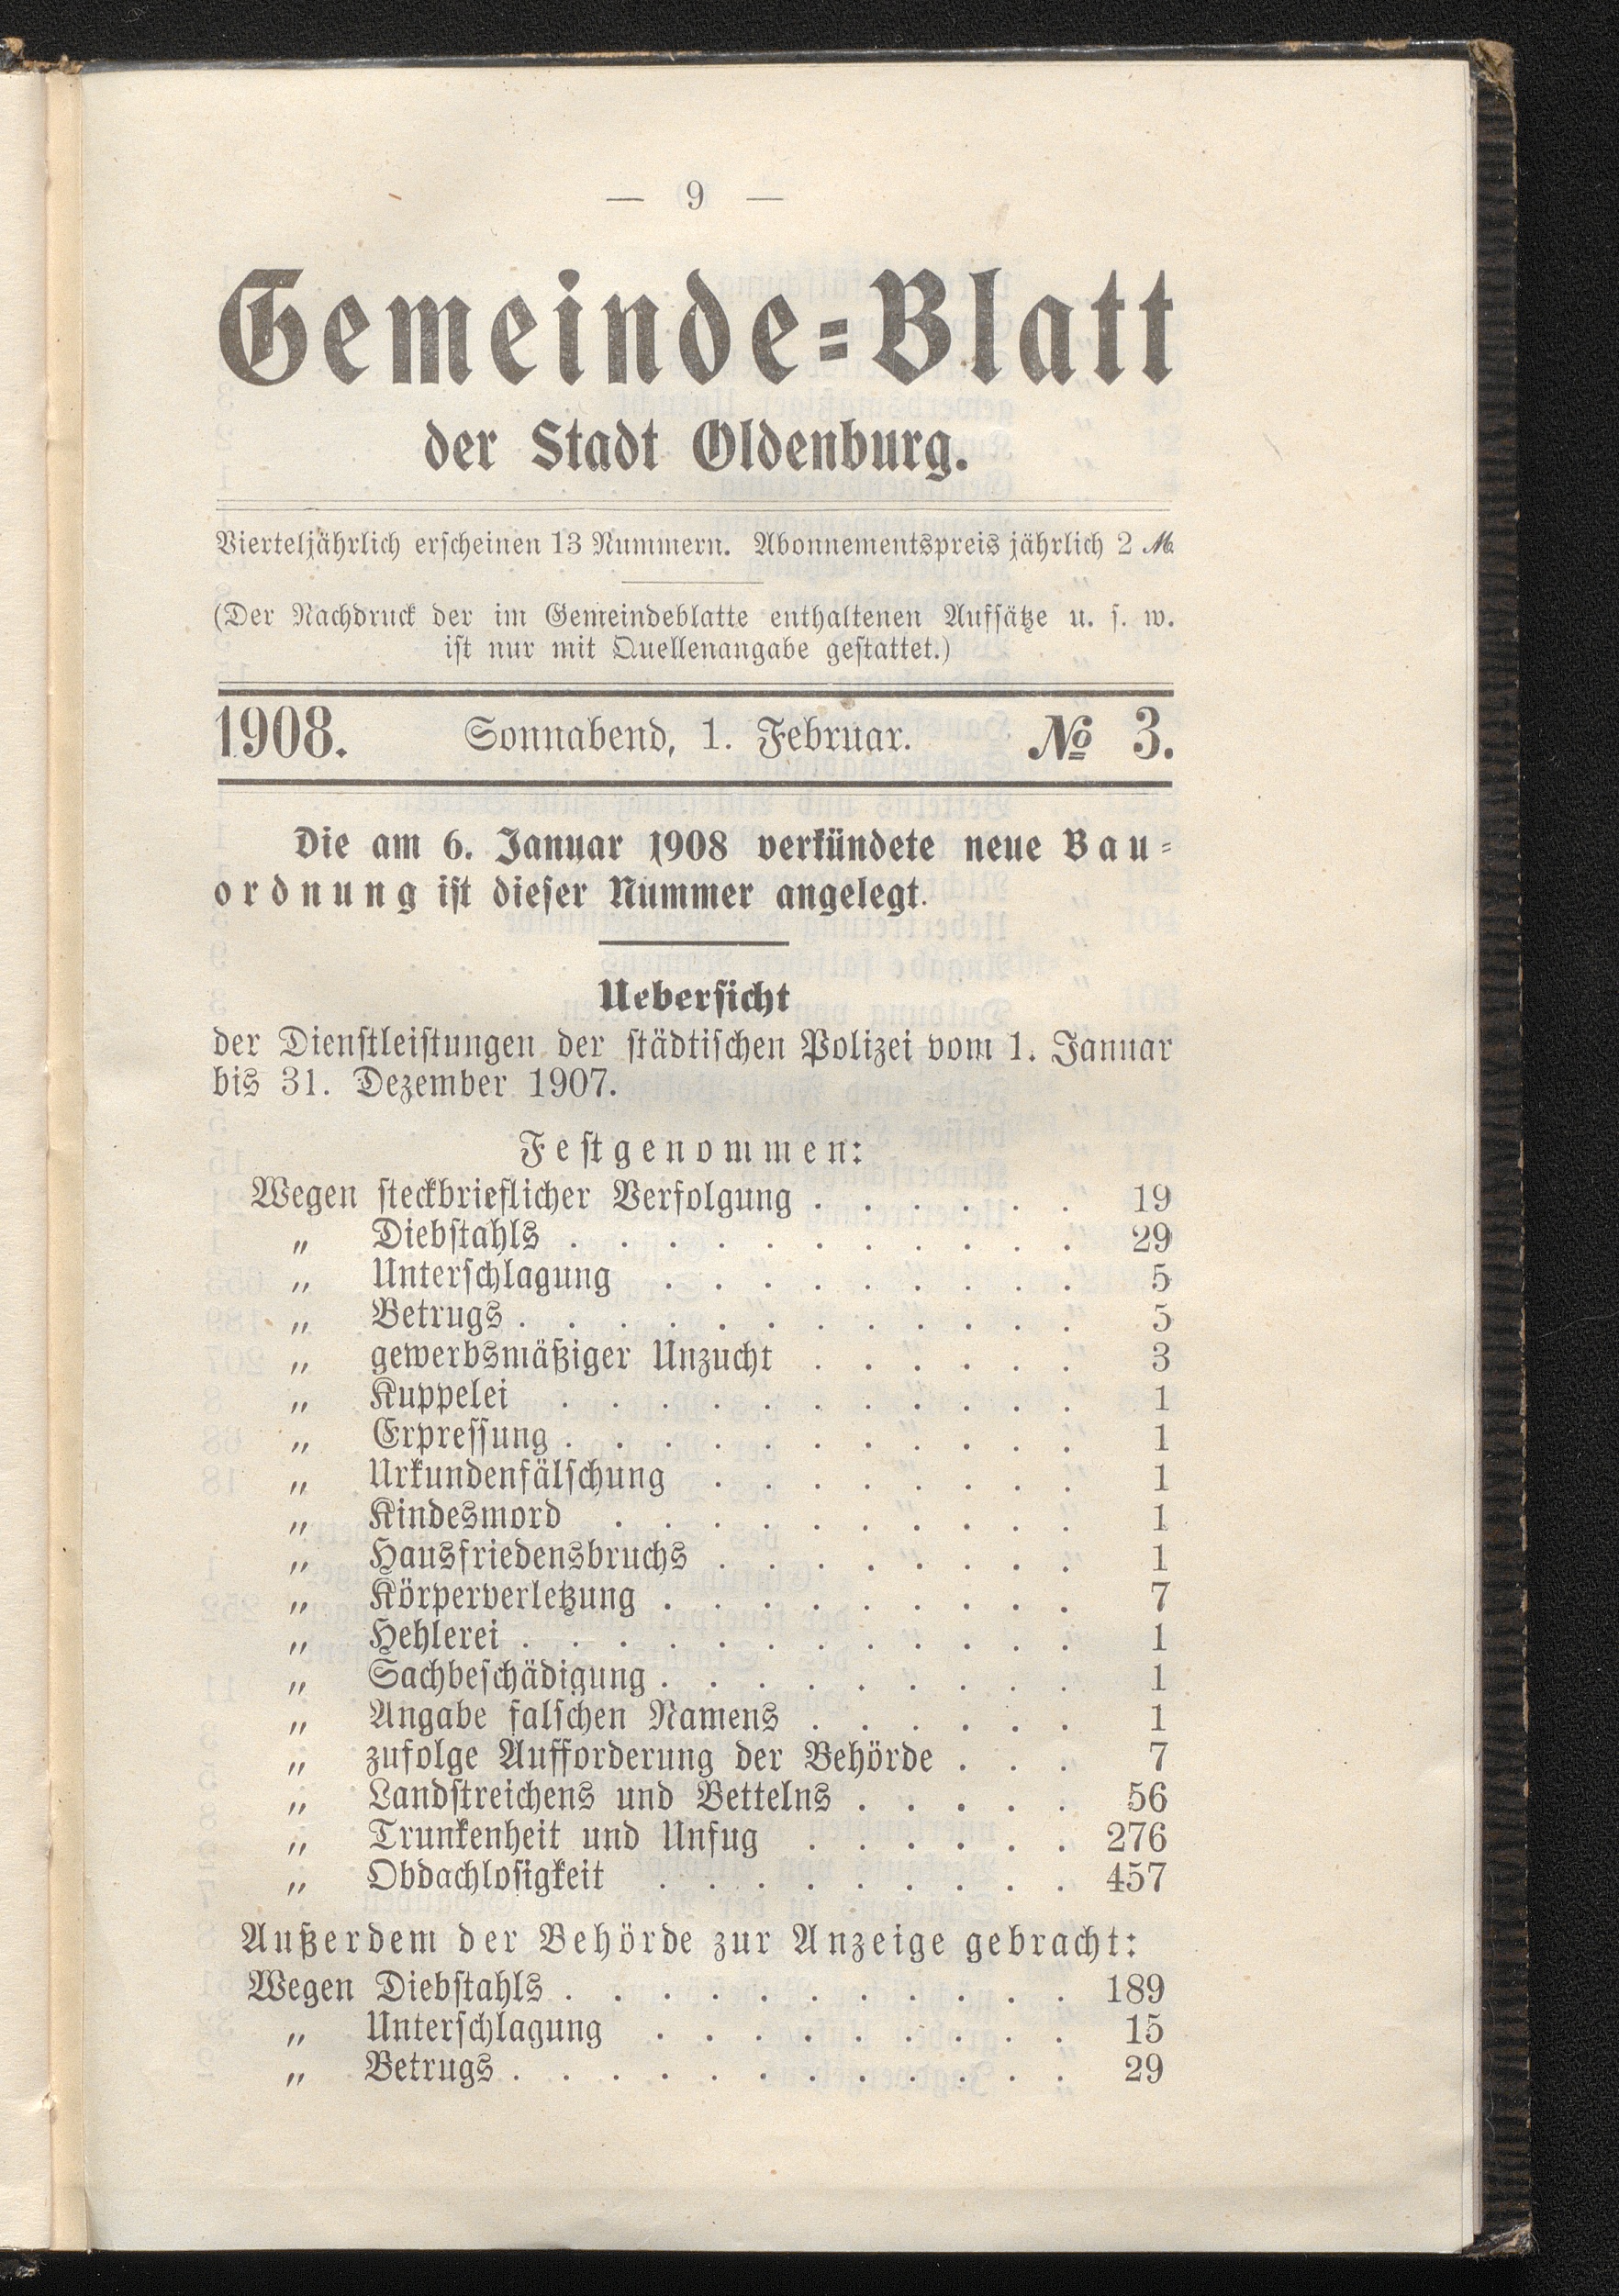 — 9 —
Gemeinde-Blatt
der Stadt Oldenburg.
Vierteljährlich erscheinen 13 Nummern. Abonnementspreis jährlich 2 M.
(Der Nachdruck der im Gemeindeblatte enthaltenen Aufsätze u. s. w.
ist nur mit Quellenangabe gestattet.)
1908. Sonnabend, 1. Februar. № 3.
Die am 6. Januar 1908 verkündete neue Bau-
ordnung ist dieser Nummer angelegt.
Uebersicht
der Dienstleistungen der städtischen Polizei vom 1. Januar
bis 31. Dezember 1907.
Festgenommen:
Wegen steckbrieflicher Verfolgung . . . . . . 19
„ Diebstahls . . . . . . . . . . . 29
„ Unterschlagung . . . . . . . . . 5
„ Betrugs . . . . . . . . . . . . 5
„ gewerbsmäßiger Unzucht . . . . . . 3
„ Kuppelei . . . . . . . . . . . 1
„ Erpressung . . . . . . . . . . . 1
„ Urkundenfälschung . . . . . . . . 1
„ Kindesmord . . . . . . . . . . 1
„ Hausfriedensbruchs . . . . . . . . 1
„ Körperverletzung . . . . . . . . . 7
„ Hehlerei . . . . . . . . . . . . 1
„ Sachbeschädigung . . . . . . . . . 1
„ Angabe falschen Namens . . . . . . 1
„ zufolge Aufforderung der Behörde . . . 7
„ Landstreichens und Bettelns . . . . . 56
„ Trunkenheit und Unfug . . . . . . 276
„ Obdachlosigkeit . . . . . . . . . 457
Außerdem der Behörde zur Anzeige gebracht:
Wegen Diebstahls . . . . . . . . . . . 189
„ Unterschlagung . . . . . . . . . 15
„ Betrugs . . . . . . . . . . . . 29